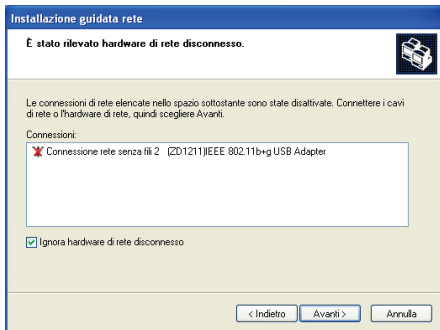 Installazione guidata rete
È stato rilevato hardware di rete disconnesso.
Le connessioni di rete elencate nello spazio sottostante sono state disattivate. Connettere i cavi
di rete o l'hardware di rete, quindi scegliere Avanti.
Connessioni:
Connessione rete senza fili 2 (ZD1211)IEEE 802.11b+g USB Adapter
Ignora hardware di rete disconnesso
< Indietro Avanti > Annulla